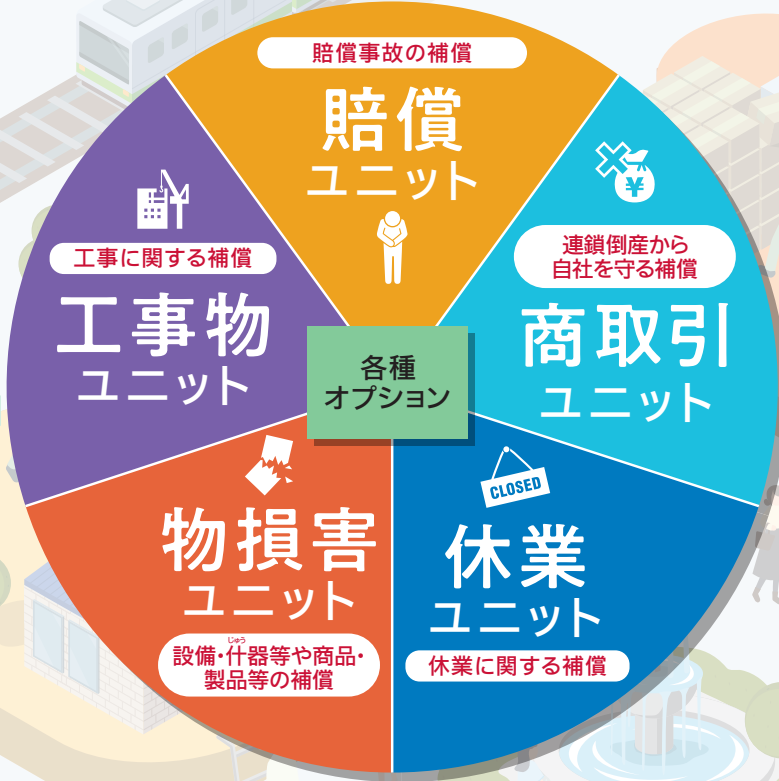 賠償事故の補償
賠償
ユニット
連鎖倒産から
自社を守る補償
商取引
ユニット
¥
CLOSED
休業
ユニット
休業に関する補償
物損害
ユニット
じゅう
設備・什器等や商品・
製品等の補償
工事に関する補償
工事物
ユニット
各種
オプション